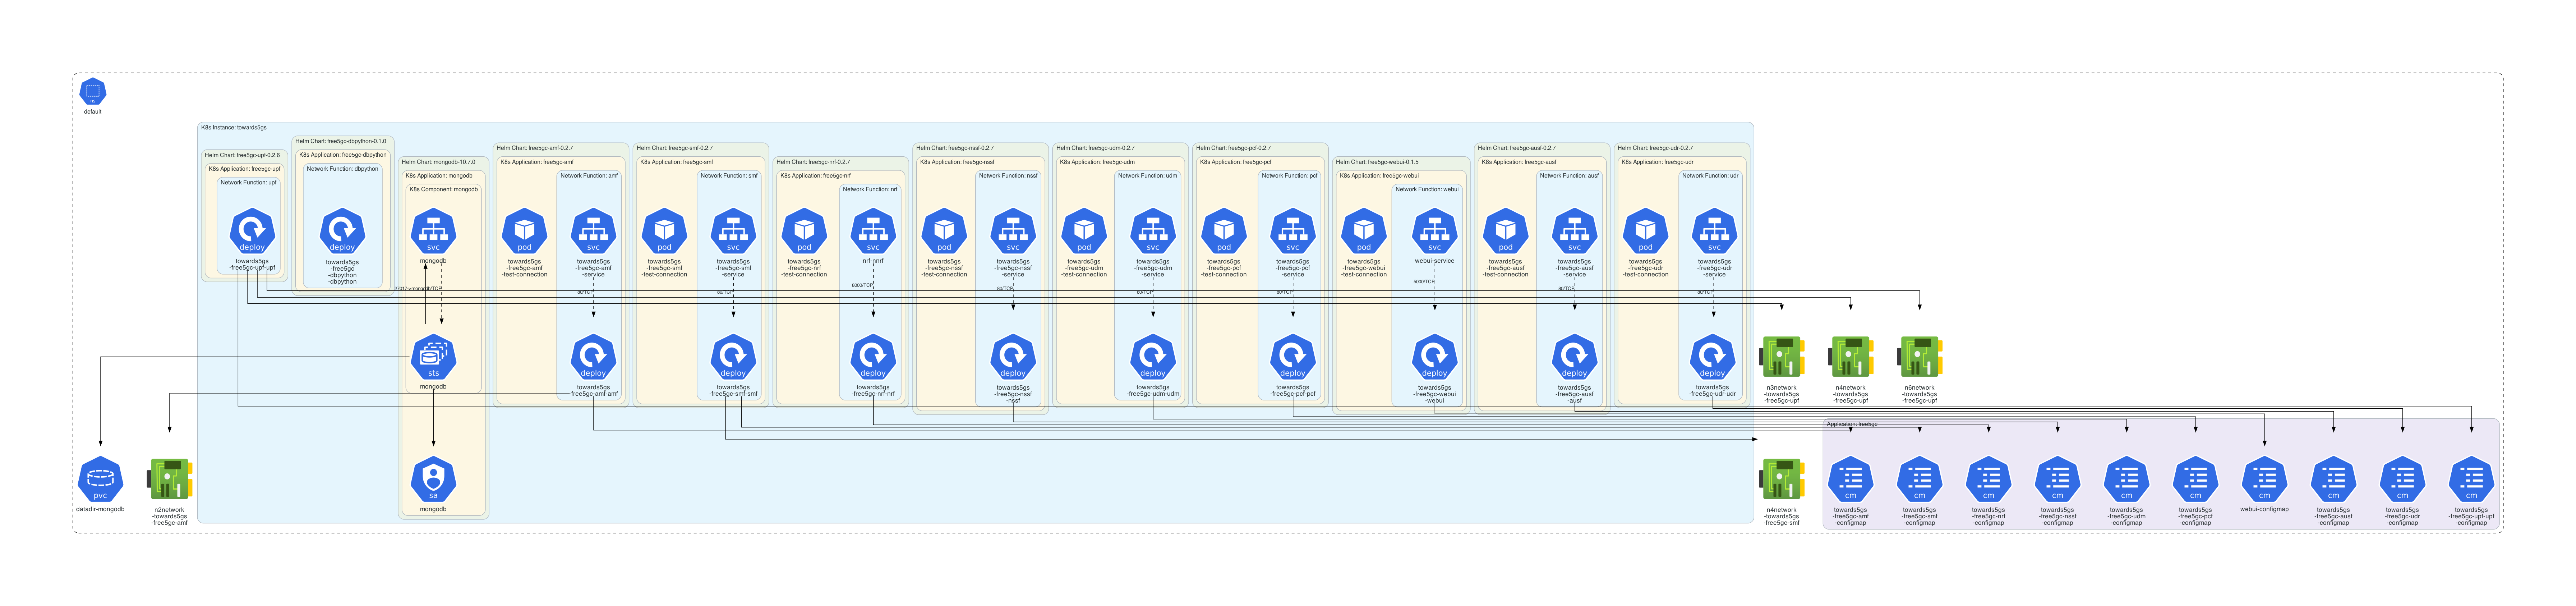 ns
default
K8s Instance: towards5gs
Helm Chart: free5gc-upf-0.2.6
K8s Application: free5gc-upf
Network Function: upf
deploy
towards5gs
-free5gc-upf-upf
Helm Chart: free5gc-dbpython-0.1.0
K8s Application: free5gc-dbpython
Network Function: dbpython
deploy
towards5gs
-free5gc
-dbpython
-dbpython
Helm Chart: mongodb-10.7.0
K8s Application: mongodb
K8s Component: mongodb
svc
mongodb
27017->mongodb/TCP
sts
mongodb
sa
mongodb
Helm Chart: free5gc-amf-0.2.7
K8s Application: free5gc-amf
Network Function: amf
pod
towards5gs
-free5gc-amf
-test-connection
svc
towards5gs
-free5gc-amf
-service
80/TCP
deploy
towards5gs
-free5gc-amf-amf
Helm Chart: free5gc-smf-0.2.7
K8s Application: free5gc-smf
Network Function: smf
pod
towards5gs
-free5gc-smf
-test-connection
svc
towards5gs
-free5gc-smf
-service
80/TCP
deploy
towards5gs
-free5gc-smf-smf
Helm Chart: free5gc-nrf-0.2.7
K8s Application: free5gc-nrf
Network Function: nrf
pod
towards5gs
-free5gc-nrf
-test-connection
svc
nrf-nnrf
8000/TCP
deploy
towards5gs
-free5gc-nrf-nrf
Helm Chart: free5gc-nssf-0.2.7
K8s Application: free5gc-nssf
Network Function: nssf
pod
towards5gs
-free5gc-nssf
-test-connection
svc
towards5gs
-free5gc-nssf
-service
80/TCP
deploy
towards5gs
-free5gc-nssf
-nssf
Helm Chart: free5gc-udm-0.2.7
K8s Application: free5gc-udm
Network Function: udm
pod
towards5gs
-free5gc-udm
-test-connection
svc
towards5gs
-free5gc-udm
-service
80/TCP
deploy
towards5gs
-free5gc-udm-udm
Helm Chart: free5gc-pcf-0.2.7
K8s Application: free5gc-pcf
Network Function: pcf
pod
towards5gs
-free5gc-pcf
-test-connection
svc
towards5gs
-free5gc-pcf
-service
80/TCP
deploy
towards5gs
-free5gc-pcf-pcf
Helm Chart: free5gc-webui-0.1.5
K8s Application: free5gc-webui
Network Function: webui
pod
towards5gs
-free5gc-webui
-test-connection
svc
webui-service
5000/TCP
deploy
towards5gs
-free5gc-webui
-webui
Helm Chart: free5gc-ausf-0.2.7
K8s Application: free5gc-ausf
Network Function: ausf
pod
towards5gs
-free5gc-ausf
-test-connection
svc
towards5gs
-free5gc-ausf
-service
80/TCP
deploy
towards5gs
-free5gc-ausf
-ausf
Helm Chart: free5gc-udr-0.2.7
K8s Application: free5gc-udr
Network Function: udr
pod
towards5gs
-free5gc-udr
-test-connection
svc
towards5gs
-free5gc-udr
-service
80/TCP
deploy
towards5gs
-free5gc-udr-udr
n3network
-towards5gs
-free5gc-upf
n4network
-towards5gs
-free5gc-upf
n6network
-towards5gs
-free5gc-upf
pvc
datadir-mongodb
n2network
-towards5gs
-free5gc-amf
n4network
-towards5gs
-free5gc-smf
Application: free5gc
cm
towards5gs
-free5gc-amf
-configmap
cm
towards5gs
-free5gc-smf
-configmap
cm
towards5gs
-free5gc-nrf
-configmap
cm
towards5gs
-free5gc-nssf
-configmap
cm
towards5gs
-free5gc-udm
-configmap
cm
towards5gs
-free5gc-pcf
-configmap
cm
webui-configmap
cm
towards5gs
-free5gc-ausf
-configmap
cm
towards5gs
-free5gc-udr
-configmap
cm
towards5gs
-free5gc-upf-upf
-configmap